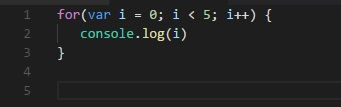 1 for(var i = 0; i < 5; i++) {
2     console.log(i)
3 }
4
5